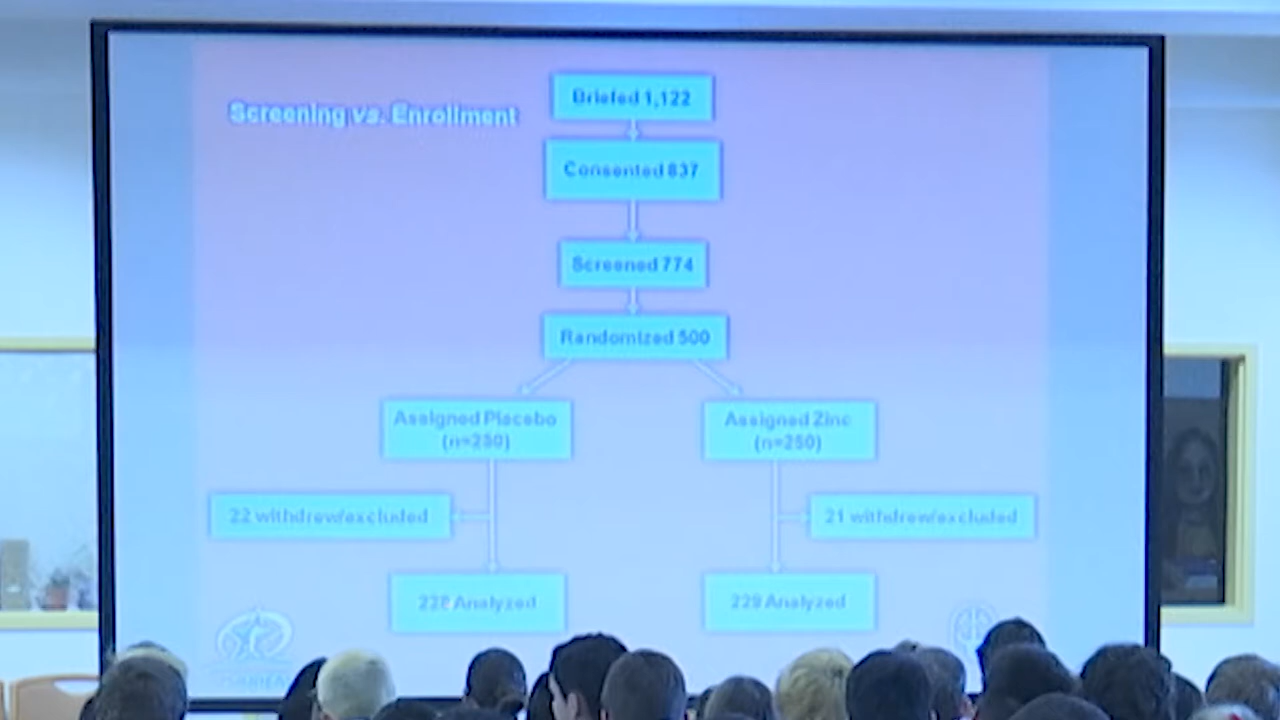 Screening vs. Enrollment
Briefed 1,122
Consented 837
Screened 774
Randomized 500
Assigned Placebo
(n=250)
Assigned Zinc
(n=250)
22 withdrew/excluded
21 withdrew/excluded
228 Analyzed
229 Analyzed